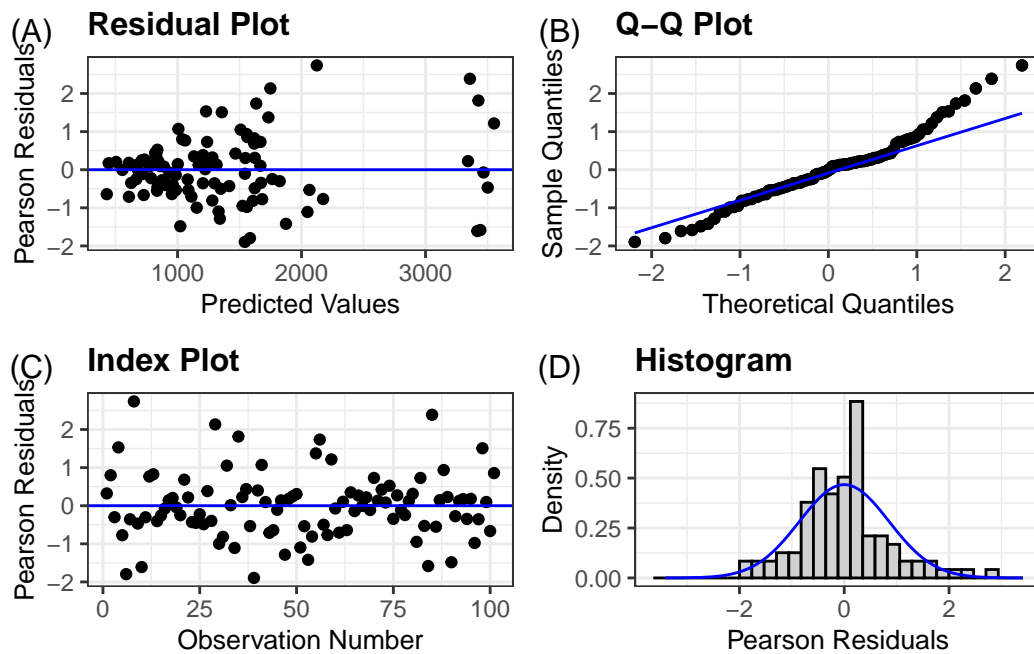 (A) Residual Plot
Pearson Residuals
2
1
0
−1
−2
1000 2000 3000
Predicted Values
(B) Q−Q Plot
Sample Quantiles
2
1
0
−1
−2
−2 −1 0 1 2
Theoretical Quantiles
(C) Index Plot
Pearson Residuals
2
1
0
−1
−2
0 25 50 75 100
Observation Number
(D) Histogram
Density
0.75
0.50
0.25
0.00
−2 0 2
Pearson Residuals